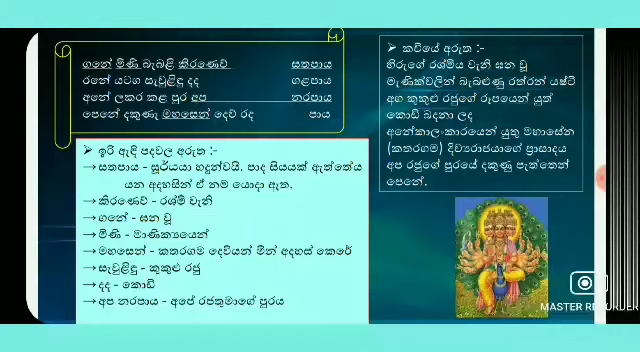 ගනේ මිණි බැබළි කිරණෙව් සතපාය
රනේ යටග සැවුළිඳු දද ගළපාය
අනේ ලකර කළ පුර අප නරපාය
පෙනේ දකුණැ මහසෙන් දෙව් රද පාය
➤ ඉරි ඇඳි පදවල අරුත :-
→ සතපාය - සූර්යයා හඳුන්වයි. පාද සියයක් ඇත්තේය
යන අදහසින් ඒ නම යොදා ඇත.
→ කිරණෙව් - රශ්මි වැනි
→ ගනේ - ඝන වූ
→ මිණි - මාණික්‍යයෙන්
→ මහසෙන් - කතරගම දෙවියන් මින් අදහස් කෙරේ
→ සැවුළිඳු - කුකුළු රජු
→ දද - කොඩි
→ අප නරපාය - අපේ රජතුමාගේ පුරය
➤ කවියේ අරුත :-
හිරුගේ රශ්මිය වැනි ඝන වූ
මැණික්වලින් බැබළුණු රත්රන් යෂ්ටි
අග කුකුළු රජුගේ රූපයෙන් යුත්
කොඩි බදනා ලද
අනේකාලංකාරයෙන් යුතු මහාසේන
(කතරගම) දිව්‍යරාජයාගේ ප්‍රාසාදය
අප රජුගේ පුරයේ දකුණු පැත්තෙන්
පෙනේ.
MASTER RECORDER